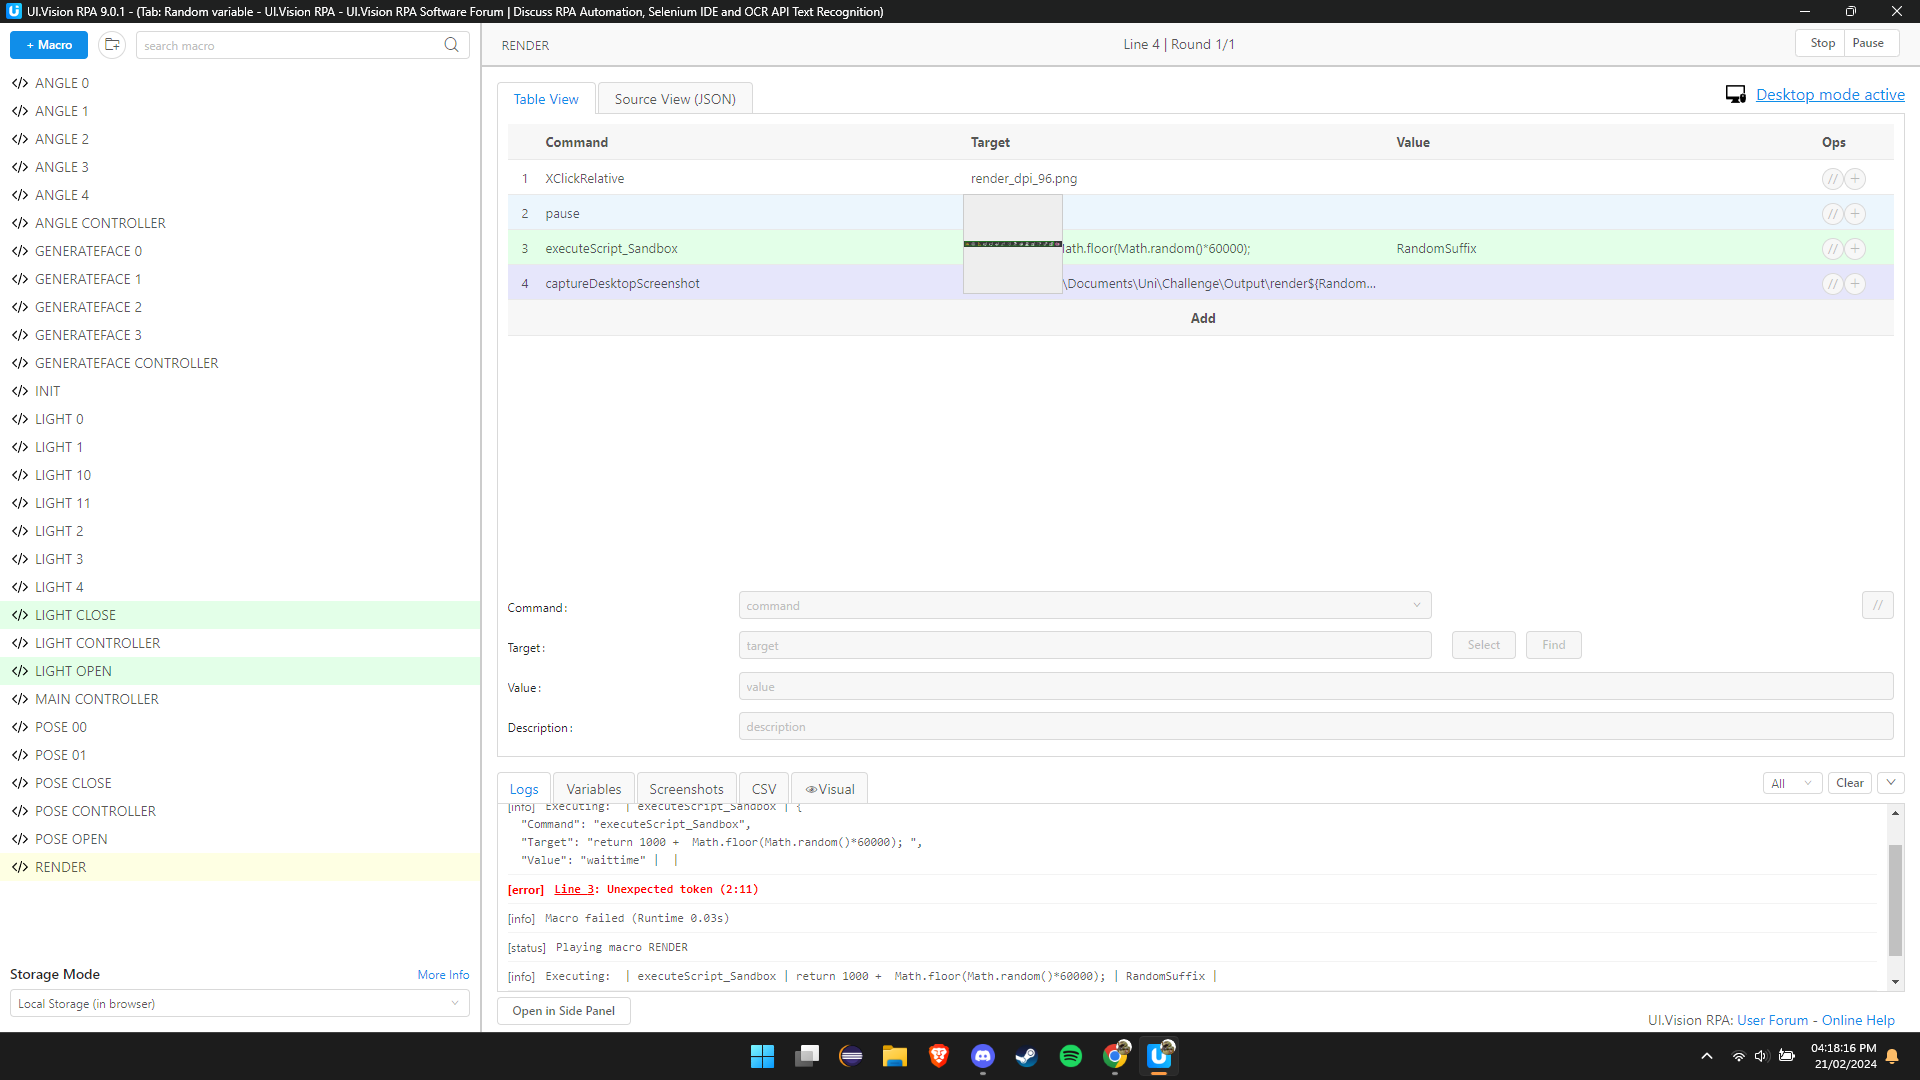 UI.Vision RPA 9.0.1 - (Tab: Random variable - UI.Vision RPA - UI.Vision RPA Software Forum | Discuss RPA Automation, Selenium IDE and OCR API Text Recognition)
+ Macro
search macro
RENDER
Line 4 | Round 1/1
Stop
Pause
ANGLE 0
ANGLE 1
ANGLE 2
ANGLE 3
ANGLE 4
ANGLE CONTROLLER
GENERATEFACE 0
GENERATEFACE 1
GENERATEFACE 2
GENERATEFACE 3
GENERATEFACE CONTROLLER
INIT
LIGHT 0
LIGHT 1
LIGHT 10
LIGHT 11
LIGHT 2
LIGHT 3
LIGHT 4
LIGHT CLOSE
LIGHT CONTROLLER
LIGHT OPEN
MAIN CONTROLLER
POSE 00
POSE 01
POSE CLOSE
POSE CONTROLLER
POSE OPEN
RENDER
Storage Mode
More Info
Local Storage (in browser)
Table View
Source View (JSON)
Desktop mode active
Command Target Value Ops
1 XClickRelative render_dpi_96.png // +
2 pause // +
3 executeScript_Sandbox ath.floor(Math.random()*60000); RandomSuffix // +
4 captureDesktopScreenshot \Documents\Uni\Challenge\Output\render${Random... // +
Add
Command: command //
Target: target Select Find
Value: value
Description: description
Logs
Variables
Screenshots
CSV
Visual
All
Clear
[info] Executing: | executeScript_Sandbox | {
"Command": "executeScript_Sandbox",
"Target": "return 1000 + Math.floor(Math.random()*60000); ",
"Value": "waittime" | |
[error] Line 3: Unexpected token (2:11)
[info] Macro failed (Runtime 0.03s)
[status] Playing macro RENDER
[info] Executing: | executeScript_Sandbox | return 1000 + Math.floor(Math.random()*60000); | RandomSuffix |
Open in Side Panel
UI.Vision RPA: User Forum - Online Help
04:18:16 PM
21/02/2024